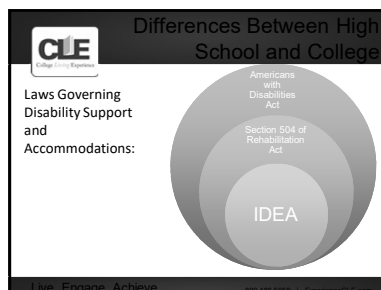 Differences Between High
School and College
CLE
College Living Experience
Laws Governing
Disability Support
and
Accommodations:
Americans
with
Disabilities
Act
Section 504 of
Rehabilitation
Act
IDEA
Live. Engage. Achieve.